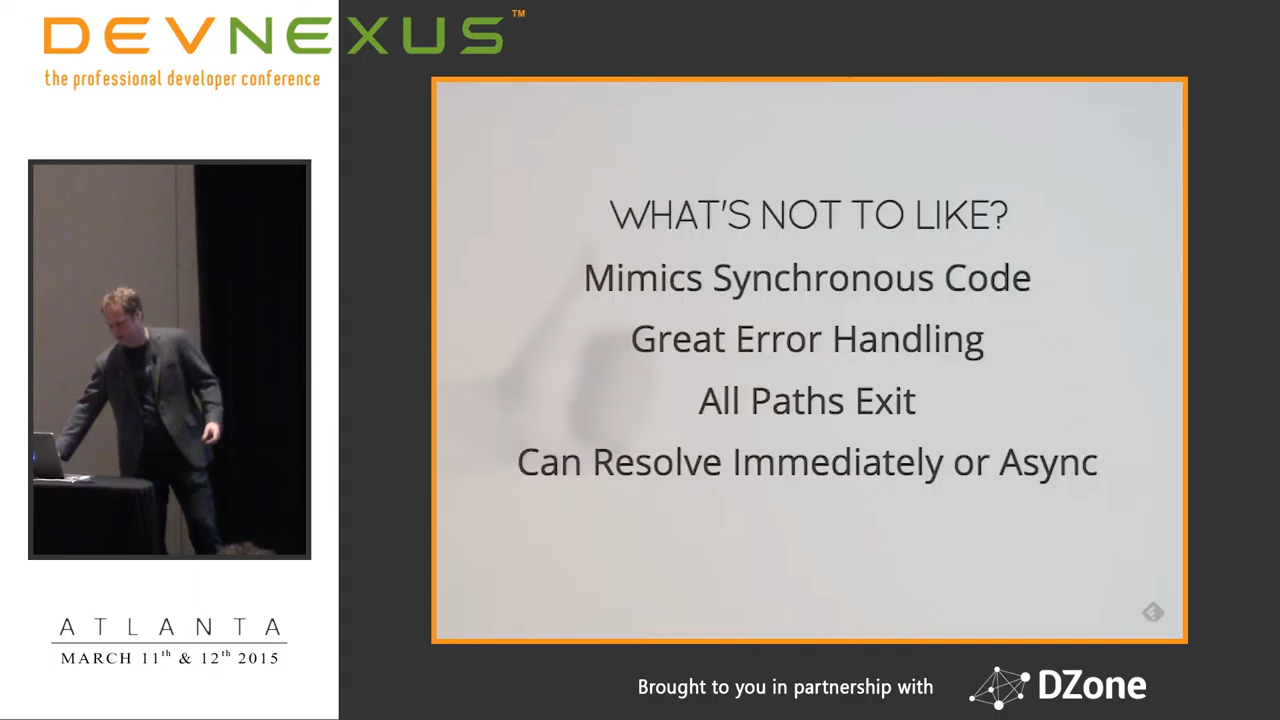 DEVNEXUS™
the professional developer conference
WHAT'S NOT TO LIKE?
Mimics Synchronous Code
Great Error Handling
All Paths Exit
Can Resolve Immediately or Async
ATLANTA
MARCH 11th & 12th 2015
Brought to you in partnership with
DZone